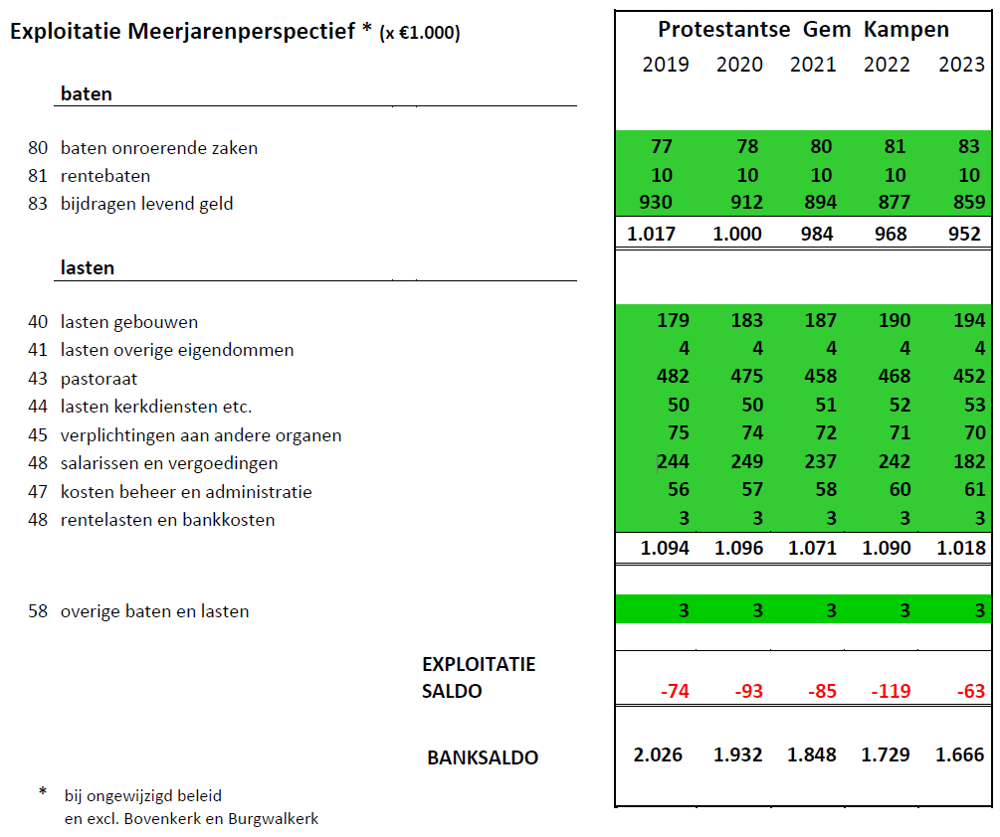 Exploitatie Meerjarenperspectief * (x €1.000) Protestantse Gem Kampen
2019 2020 2021 2022 2023
baten
80 baten onroerende zaken 77 78 80 81 83
81 rentebaten 10 10 10 10 10
83 bijdragen levend geld 930 912 894 877 859
1.017 1.000 984 968 952
lasten
40 lasten gebouwen 179 183 187 190 194
41 lasten overige eigendommen 4 4 4 4 4
43 pastoraat 482 475 458 468 452
44 lasten kerkdiensten etc. 50 50 51 52 53
45 verplichtingen aan andere organen 75 74 72 71 70
48 salarissen en vergoedingen 244 249 237 242 182
47 kosten beheer en administratie 56 57 58 60 61
48 rentelasten en bankkosten 3 3 3 3 3
1.094 1.096 1.071 1.090 1.018
58 overige baten en lasten 3 3 3 3 3
EXPLOITATIE
SALDO -74 -93 -85 -119 -63
BANKSALDO 2.026 1.932 1.848 1.729 1.666
* bij ongewijzigd beleid
en excl. Bovenkerk en Burgwalkerk